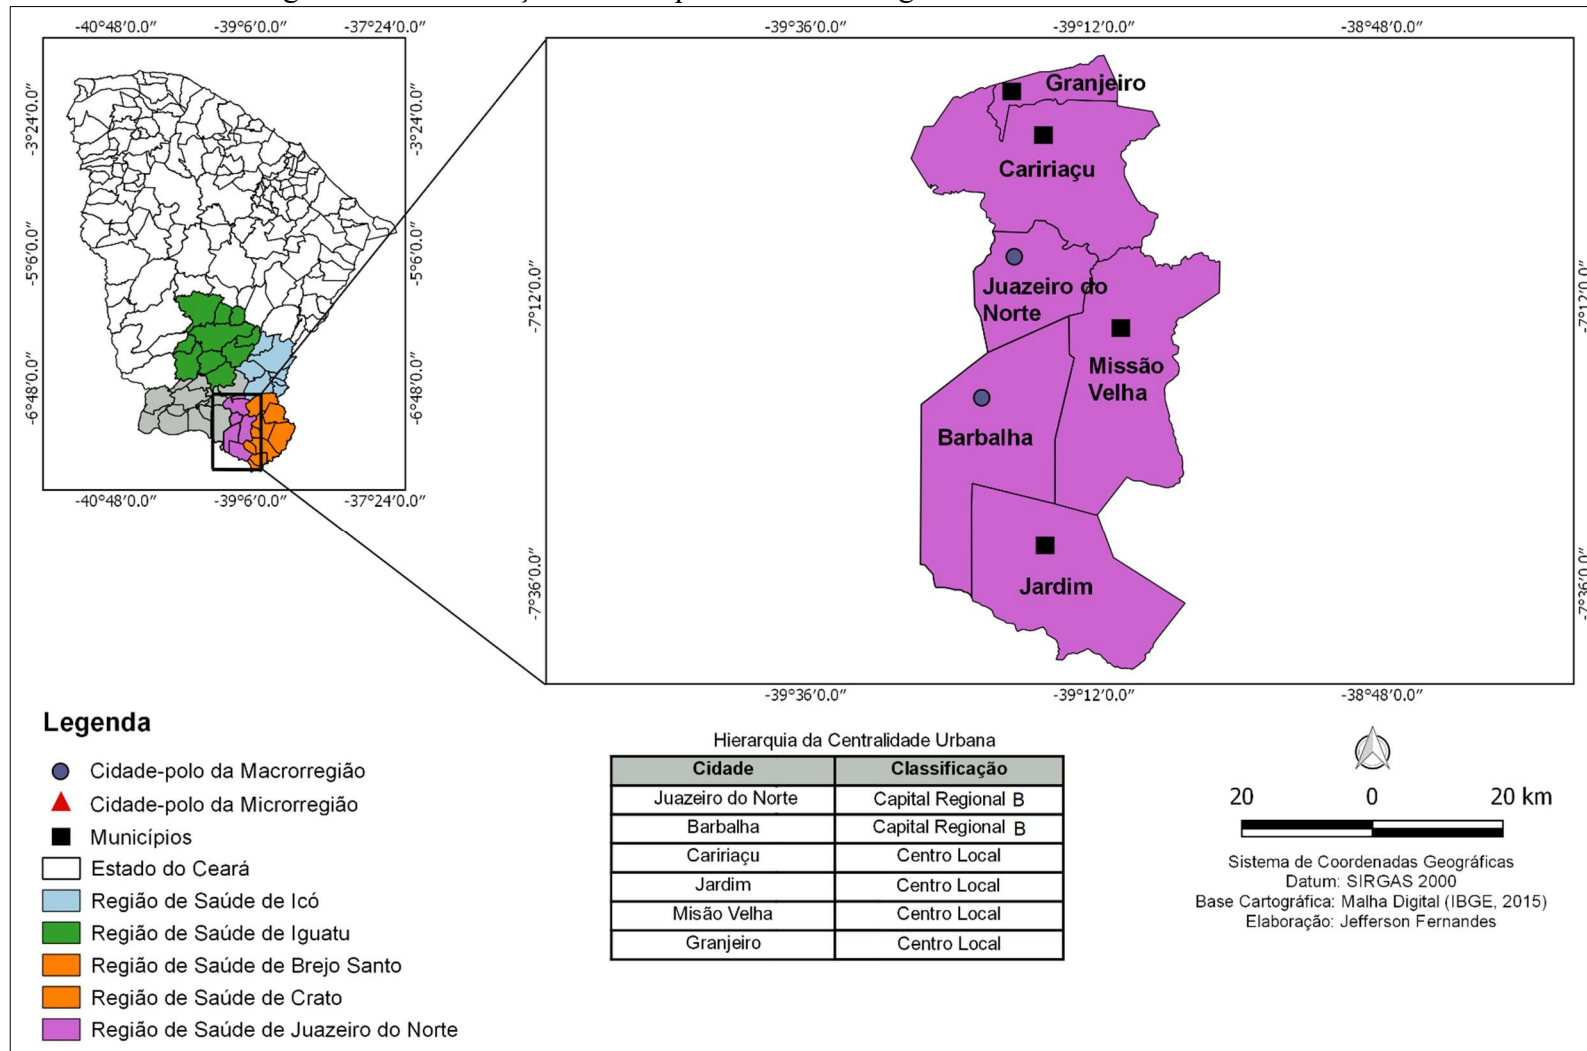 -40°48′0.0″ -39°6′0.0″ -37°24′0.0″
-39°36′0.0″ -39°12′0.0″ -38°48′0.0″
-3°24′0.0″
-3°24′0.0″
-5°6′0.0″
-5°6′0.0″
-6°48′0.0″
-6°48′0.0″
-40°48′0.0″ -39°6′0.0″ -37°24′0.0″
-7°12′0.0″
-7°12′0.0″
-7°36′0.0″
-7°36′0.0″
Granjeiro
Caririaçu
Juazeiro do
Norte
Missão
Velha
Barbalha
Jardim
-39°36′0.0″ -39°12′0.0″ -38°48′0.0″
Legenda
Cidade-polo da Macrorregião
Cidade-polo da Microrregião
Municípios
Estado do Ceará
Região de Saúde de Icó
Região de Saúde de Iguatu
Região de Saúde de Brejo Santo
Região de Saúde de Crato
Região de Saúde de Juazeiro do Norte
Hierarquia da Centralidade Urbana
Cidade Classificação
Juazeiro do Norte Capital Regional B
Barbalha Capital Regional B
Caririaçu Centro Local
Jardim Centro Local
Misão Velha Centro Local
Granjeiro Centro Local
20 0 20 km
Sistema de Coordenadas Geográficas
Datum: SIRGAS 2000
Base Cartográfica: Malha Digital (IBGE, 2015)
Elaboração: Jefferson Fernandes